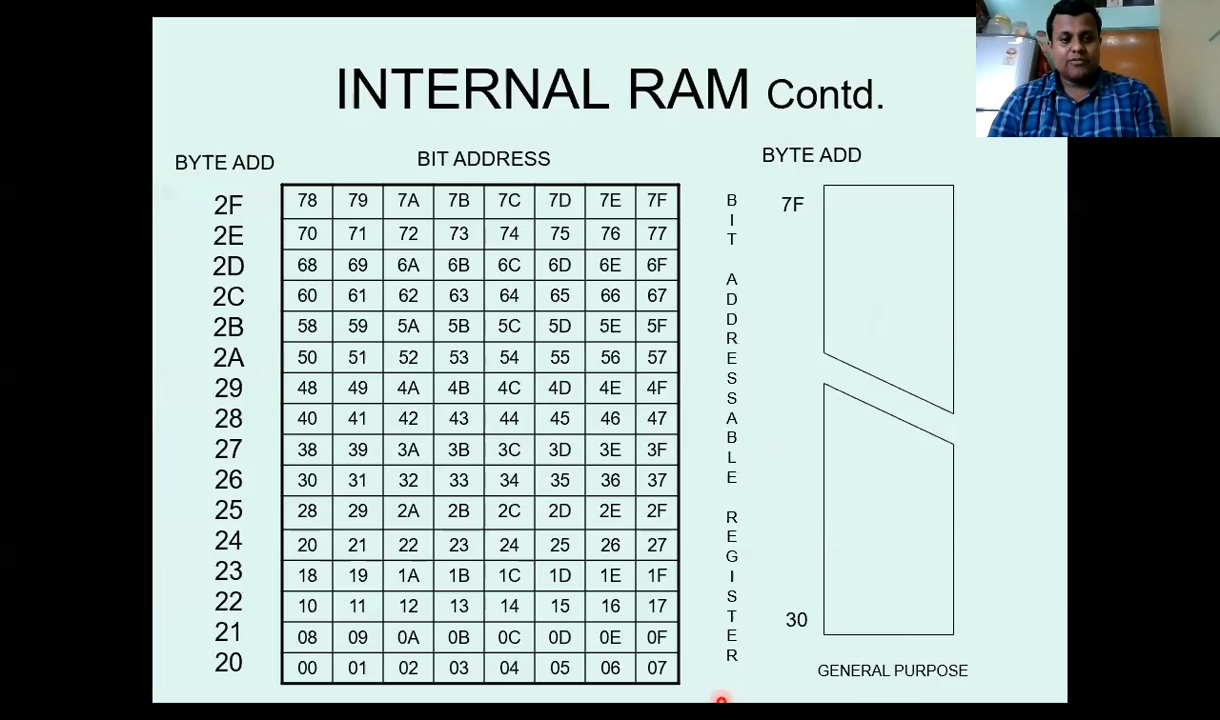 INTERNAL RAM Contd.
BYTE ADD
BIT ADDRESS
BYTE ADD
2F 78 79 7A 7B 7C 7D 7E 7F
2E 70 71 72 73 74 75 76 77
2D 68 69 6A 6B 6C 6D 6E 6F
2C 60 61 62 63 64 65 66 67
2B 58 59 5A 5B 5C 5D 5E 5F
2A 50 51 52 53 54 55 56 57
29 48 49 4A 4B 4C 4D 4E 4F
28 40 41 42 43 44 45 46 47
27 38 39 3A 3B 3C 3D 3E 3F
26 30 31 32 33 34 35 36 37
25 28 29 2A 2B 2C 2D 2E 2F
24 20 21 22 23 24 25 26 27
23 18 19 1A 1B 1C 1D 1E 1F
22 10 11 12 13 14 15 16 17
21 08 09 0A 0B 0C 0D 0E 0F
20 00 01 02 03 04 05 06 07
BIT ADDRESSABLE REGISTER
7F
30
GENERAL PURPOSE